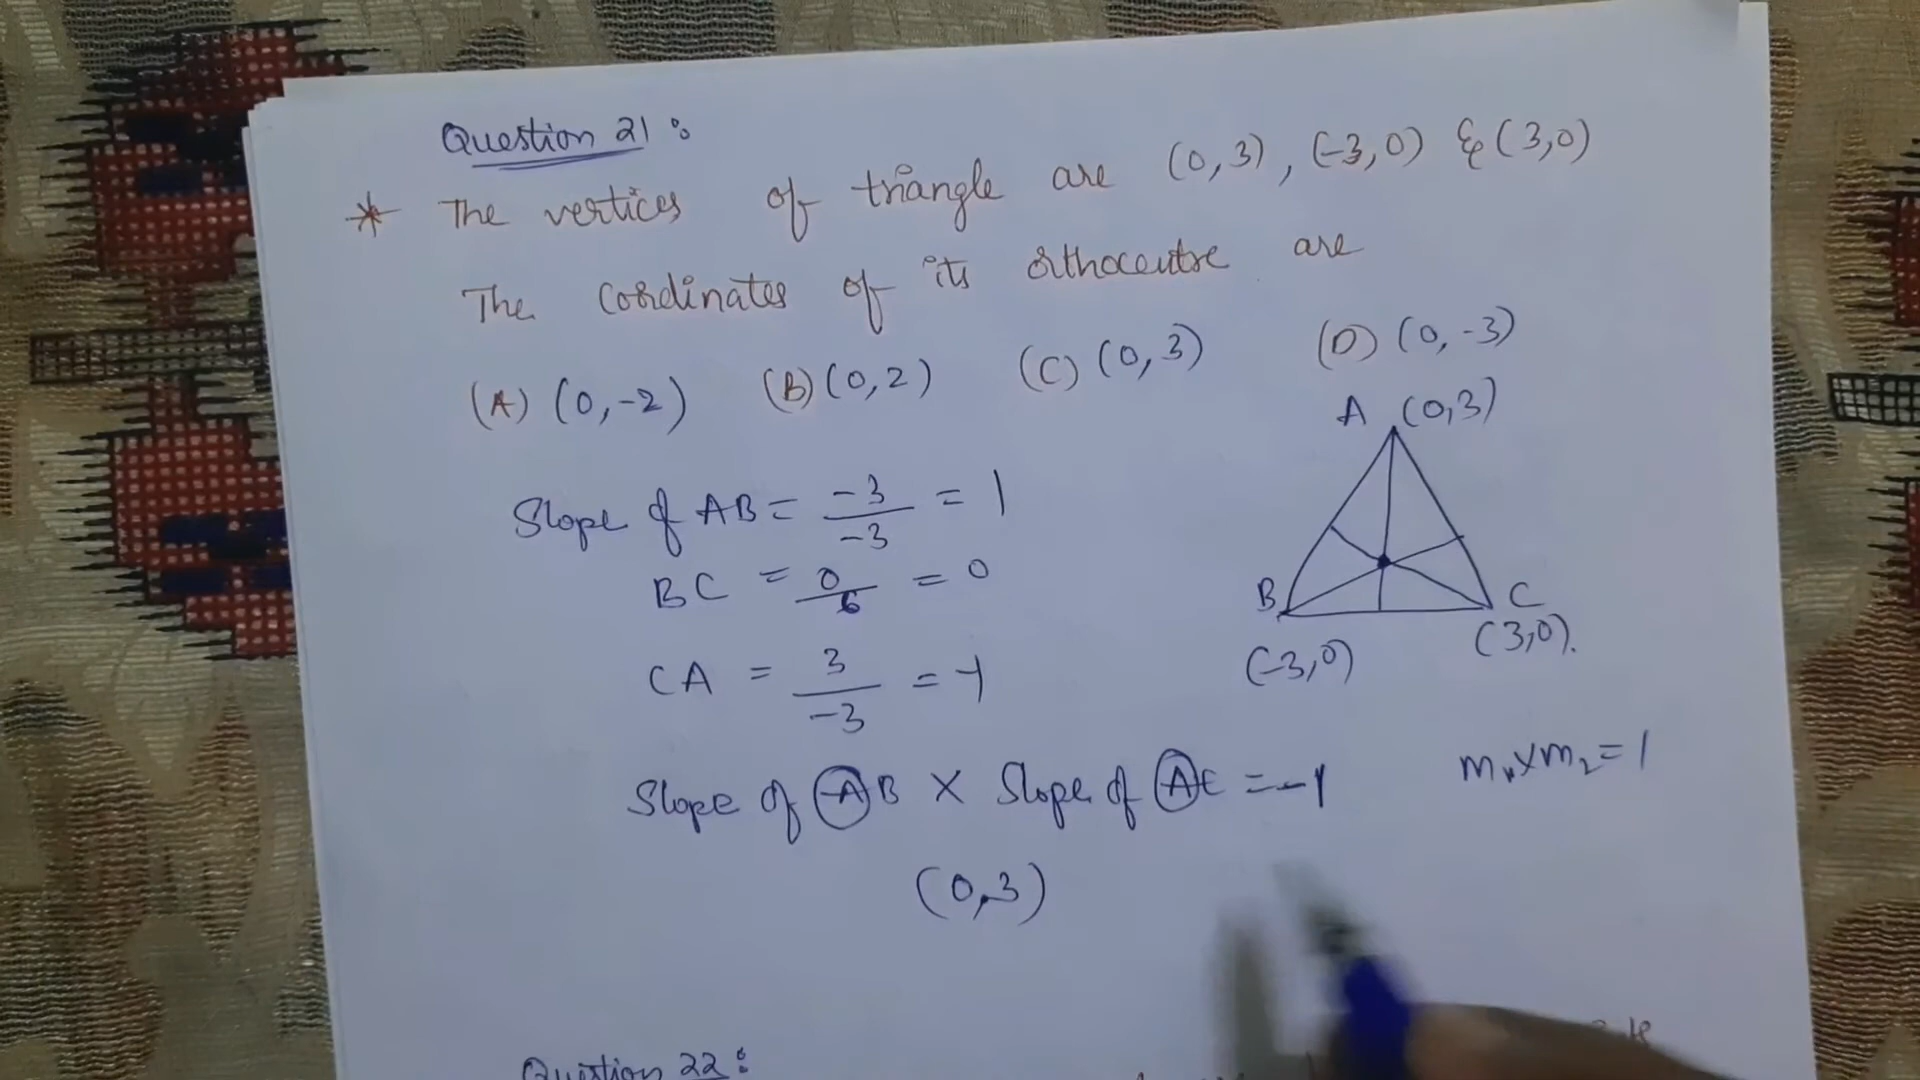 Question 21 :
* The vertices of triangle are (0,3), (-3,0) & (3,0)
The coordinates of its orthocentre are
(A) (0,-2) (B) (0,2) (C) (0,3) (D) (0,-3)
A (0,3)
Slope of AB = -3/-3 = 1
BC = 0/6 = 0
B C
(-3,0) (3,0).
CA = 3/-3 = -1
Slope of AB × Slope of AC = -1 m₁×m₂ = 1
(0,3)
Question 22 :